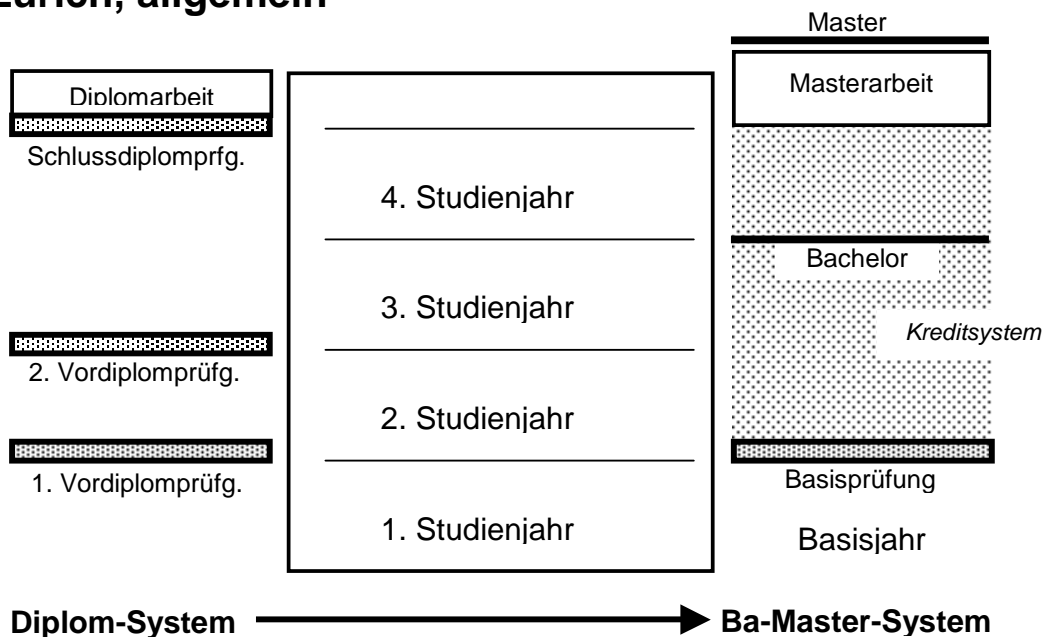 Zürich, allgemein
Master
Diplomarbeit
Masterarbeit
Schlussdiplomprfg.
4. Studienjahr
Bachelor
3. Studienjahr
Kreditsystem
2. Vordiplomprüfg.
2. Studienjahr
1. Vordiplomprüfg.
Basisprüfung
1. Studienjahr
Basisjahr
Diplom-System
Ba-Master-System